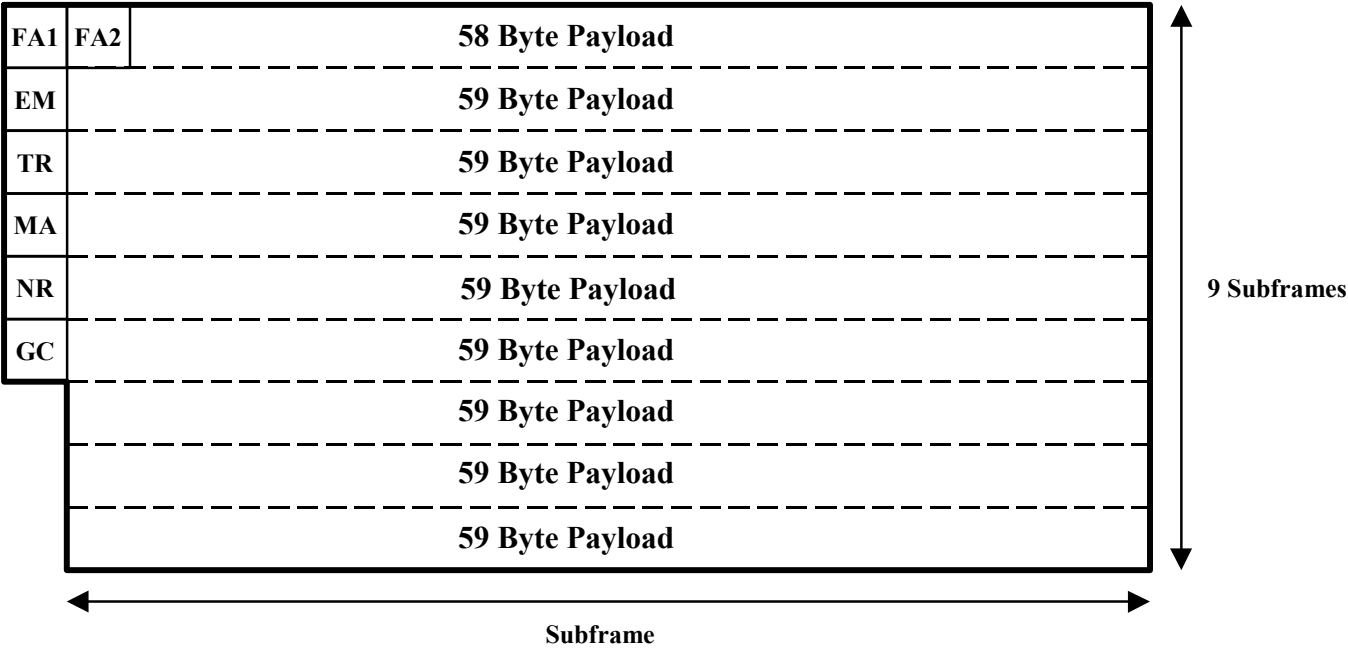 FA1 FA2 58 Byte Payload
EM 59 Byte Payload
TR 59 Byte Payload
MA 59 Byte Payload
NR 59 Byte Payload
9 Subframes
GC 59 Byte Payload
59 Byte Payload
59 Byte Payload
59 Byte Payload
Subframe